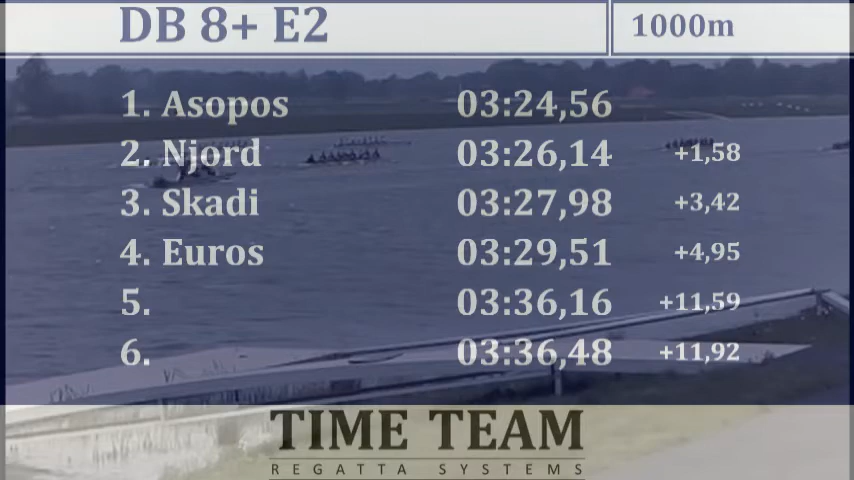 DB 8+ E2 1000m
1. Asopos 03:24,56
2. Njord 03:26,14 +1,58
3. Skadi 03:27,98 +3,42
4. Euros 03:29,51 +4,95
5. 03:36,16 +11,59
6. 03:36,48 +11,92
TIME TEAM
REGATTA SYSTEMS